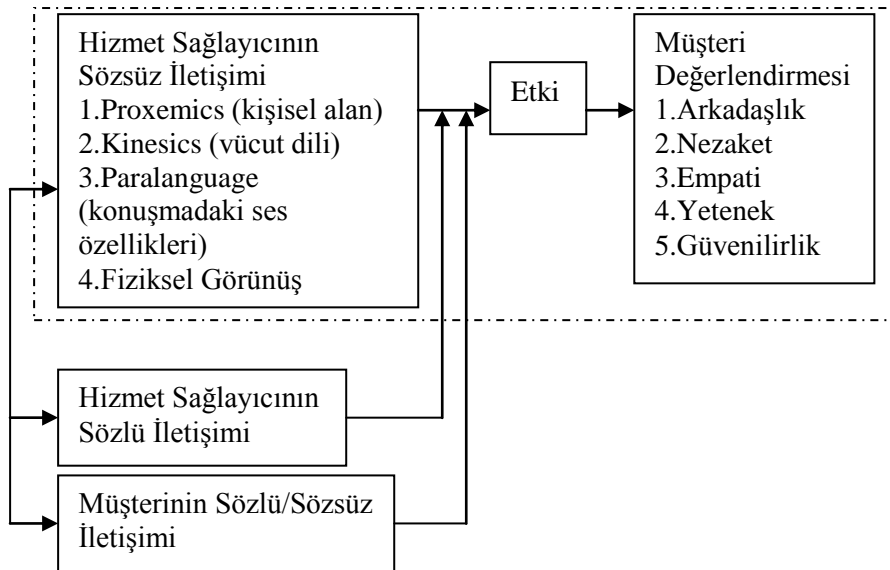 Hizmet Sağlayıcının
Sözsüz İletişimi
1.Proxemics (kişisel alan)
2.Kinesics (vücut dili)
3.Paralanguage
(konuşmadaki ses
özellikleri)
4.Fiziksel Görünüş
Etki
Müşteri
Değerlendirmesi
1.Arkadaşlık
2.Nezaket
3.Empati
4.Yetenek
5.Güvenilirlik
Hizmet Sağlayıcının
Sözlü İletişimi
Müşterinin Sözlü/Sözsüz
İletişimi